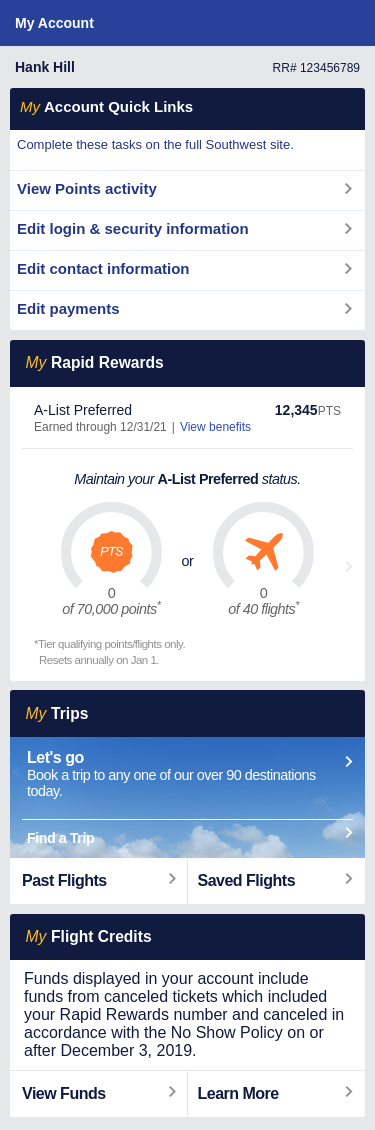 My Account
Hank Hill RR# 123456789
My Account Quick Links
Complete these tasks on the full Southwest site.
View Points activity
Edit login & security information
Edit contact information
Edit payments
My Rapid Rewards
A-List Preferred 12,345PTS
Earned through 12/31/21 | View benefits
Maintain your A-List Preferred status.
PTS
or
0 0
of 70,000 points* of 40 flights*
*Tier qualifying points/flights only.
Resets annually on Jan 1.
My Trips
Let's go
Book a trip to any one of our over 90 destinations
today.
Find a Trip
Past Flights Saved Flights
My Flight Credits
Funds displayed in your account include
funds from canceled tickets which included
your Rapid Rewards number and canceled in
accordance with the No Show Policy on or
after December 3, 2019.
View Funds Learn More